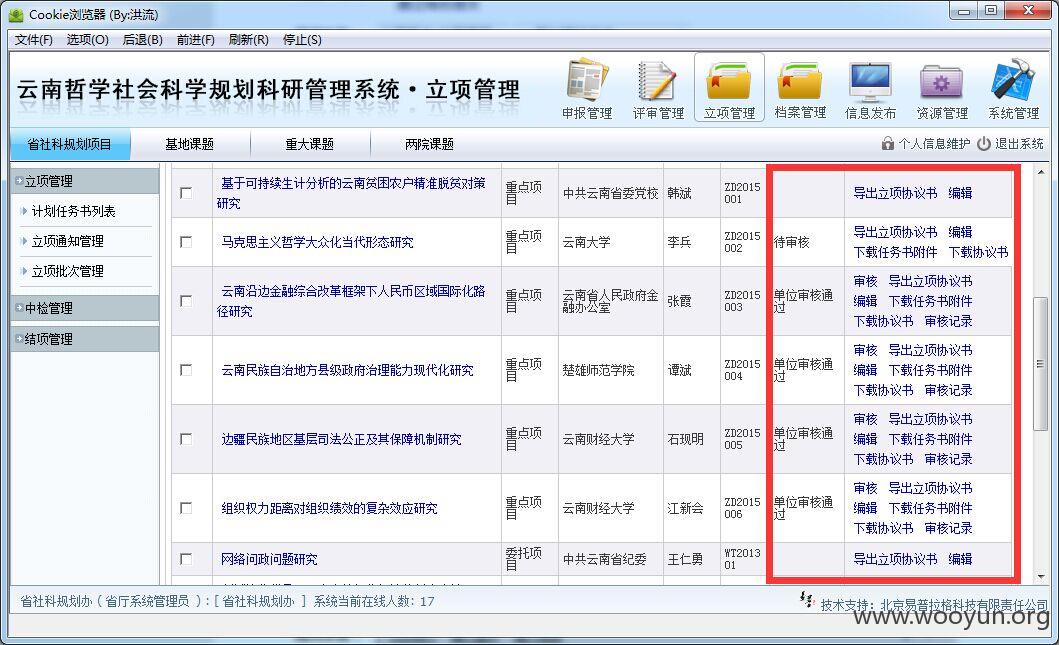 Cookie浏览器 (By:洪流)
文件(F) 选项(O) 后退(B) 前进(F) 刷新(R) 停止(S)
云南哲学社会科学规划科研管理系统·立项管理
申报管理 评审管理 立项管理 档案管理 信息发布 资源管理 系统管理
省社科规划项目 基地课题 重大课题 两院课题 个人信息维护 退出系统
立项管理
计划任务书列表
立项通知管理
立项批次管理
中检管理
结项管理
基于可持续生计分析的云南贫困农户精准脱贫对策
研究
重点项
目
中共云南省委党校
韩斌
ZD2015
001
导出立项协议书 编辑
马克思主义哲学大众化当代形态研究
重点项
目
云南大学
李兵
ZD2015
002
待审核
导出立项协议书 编辑
下载任务书附件 下载协议书
云南沿边金融综合改革框架下人民币区域国际化路
径研究
重点项
目
云南省人民政府金
融办公室
张霞
ZD2015
003
单位审核通
过
审核 导出立项协议书
编辑 下载任务书附件
下载协议书 审核记录
云南民族自治地方县级政府治理能力现代化研究
重点项
目
楚雄师范学院
谭斌
ZD2015
004
单位审核通
过
审核 导出立项协议书
编辑 下载任务书附件
下载协议书 审核记录
边疆民族地区基层司法公正及其保障机制研究
重点项
目
云南财经大学
石现明
ZD2015
005
单位审核通
过
审核 导出立项协议书
编辑 下载任务书附件
下载协议书 审核记录
组织权力距离对组织绩效的复杂效应研究
重点项
目
云南财经大学
江新会
ZD2015
006
单位审核通
过
审核 导出立项协议书
编辑 下载任务书附件
下载协议书 审核记录
网络问政问题研究
委托项
目
中共云南省纪委
王仁勇
WT2013
01
导出立项协议书 编辑
省社科规划办 ( 省厅系统管理员 ) : [ 省社科规划办 ] 系统当前在线人数: 17
技术支持：北京易普拉格科技有限责任公司
www.wooyun.org